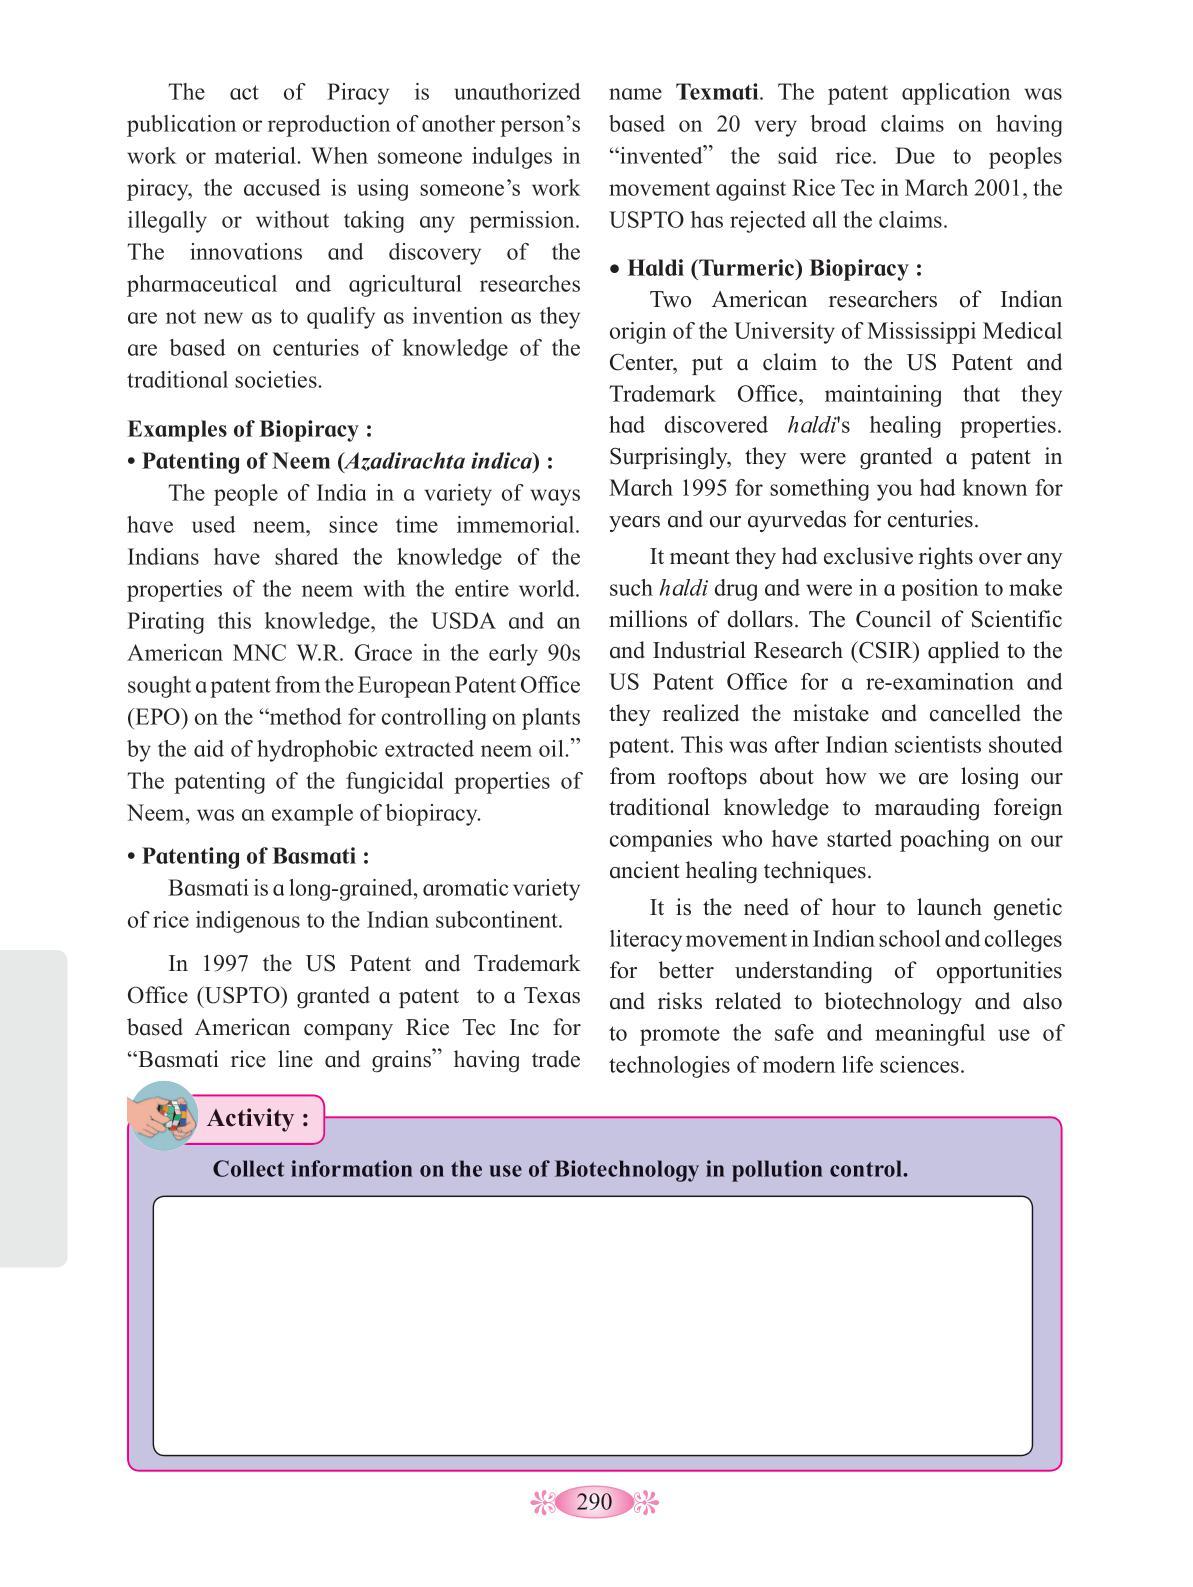 The act of Piracy is unauthorized
publication or reproduction of another person’s
work or material. When someone indulges in
piracy, the accused is using someone’s work
illegally or without taking any permission.
The innovations and discovery of the
pharmaceutical and agricultural researches
are not new as to qualify as invention as they
are based on centuries of knowledge of the
traditional societies.
Examples of Biopiracy :
• Patenting of Neem (Azadirachta indica) :
The people of India in a variety of ways
have used neem, since time immemorial.
Indians have shared the knowledge of the
properties of the neem with the entire world.
Pirating this knowledge, the USDA and an
American MNC W.R. Grace in the early 90s
sought a patent from the European Patent Office
(EPO) on the “method for controlling on plants
by the aid of hydrophobic extracted neem oil.”
The patenting of the fungicidal properties of
Neem, was an example of biopiracy.
• Patenting of Basmati :
Basmati is a long-grained, aromatic variety
of rice indigenous to the Indian subcontinent.
In 1997 the US Patent and Trademark
Office (USPTO) granted a patent to a Texas
based American company Rice Tec Inc for
“Basmati rice line and grains” having trade
name Texmati. The patent application was
based on 20 very broad claims on having
“invented” the said rice. Due to peoples
movement against Rice Tec in March 2001, the
USPTO has rejected all the claims.
• Haldi (Turmeric) Biopiracy :
Two American researchers of Indian
origin of the University of Mississippi Medical
Center, put a claim to the US Patent and
Trademark Office, maintaining that they
had discovered haldi's healing properties.
Surprisingly, they were granted a patent in
March 1995 for something you had known for
years and our ayurvedas for centuries.
It meant they had exclusive rights over any
such haldi drug and were in a position to make
millions of dollars. The Council of Scientific
and Industrial Research (CSIR) applied to the
US Patent Office for a re-examination and
they realized the mistake and cancelled the
patent. This was after Indian scientists shouted
from rooftops about how we are losing our
traditional knowledge to marauding foreign
companies who have started poaching on our
ancient healing techniques.
It is the need of hour to launch genetic
literacy movement in Indian school and colleges
for better understanding of opportunities
and risks related to biotechnology and also
to promote the safe and meaningful use of
technologies of modern life sciences.
Activity :
Collect information on the use of Biotechnology in pollution control.
290